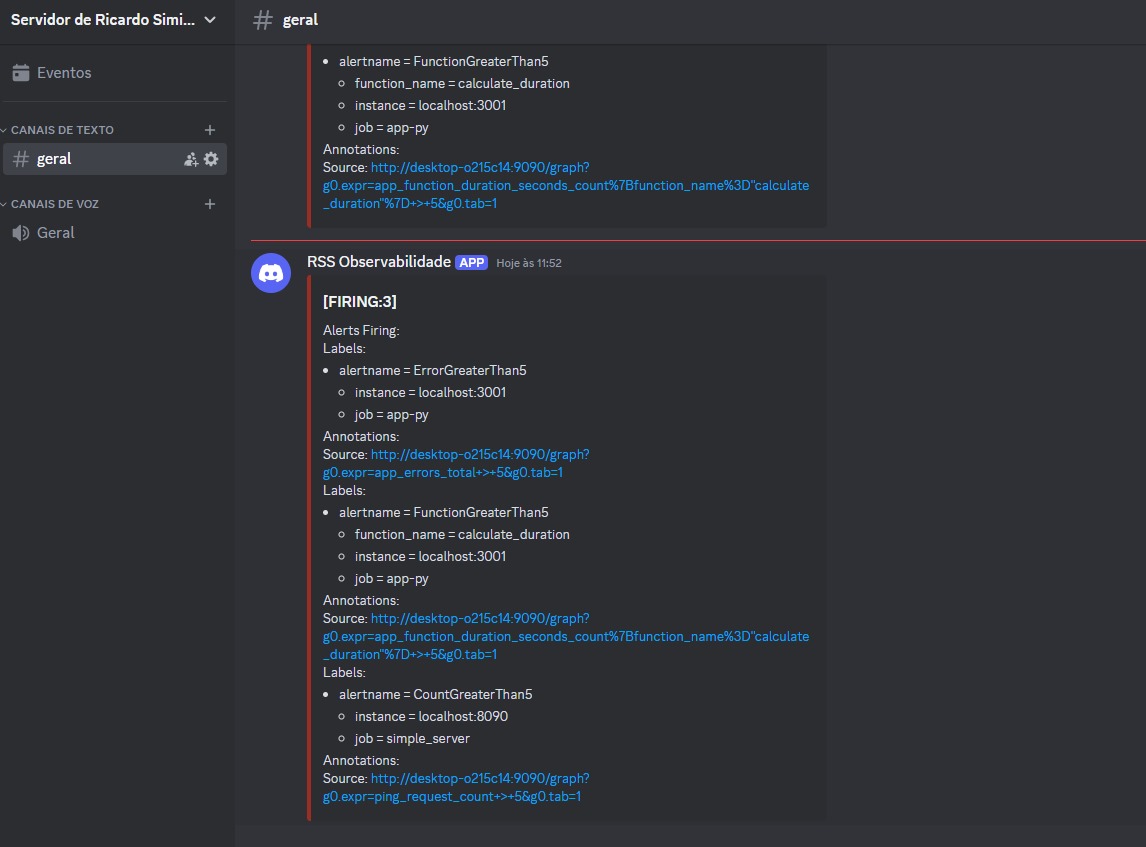 Servidor de Ricardo Simi...
Eventos
CANAIS DE TEXTO
geral
CANAIS DE VOZ
Geral
geral
alertname = FunctionGreaterThan5
function_name = calculate_duration
instance = localhost:3001
job = app-py
Annotations:
Source: http://desktop-o215c14:9090/graph?
g0.expr=app_function_duration_seconds_count%7Bfunction_name%3D"calculate
_duration"%7D+>+5&g0.tab=1
RSS Observabilidade APP Hoje às 11:52
[FIRING:3]
Alerts Firing:
Labels:
alertname = ErrorGreaterThan5
instance = localhost:3001
job = app-py
Annotations:
Source: http://desktop-o215c14:9090/graph?
g0.expr=app_errors_total+>+5&g0.tab=1
Labels:
alertname = FunctionGreaterThan5
function_name = calculate_duration
instance = localhost:3001
job = app-py
Annotations:
Source: http://desktop-o215c14:9090/graph?
g0.expr=app_function_duration_seconds_count%7Bfunction_name%3D"calculate
_duration"%7D+>+5&g0.tab=1
Labels:
alertname = CountGreaterThan5
instance = localhost:8090
job = simple_server
Annotations:
Source: http://desktop-o215c14:9090/graph?
g0.expr=ping_request_count+>+5&g0.tab=1